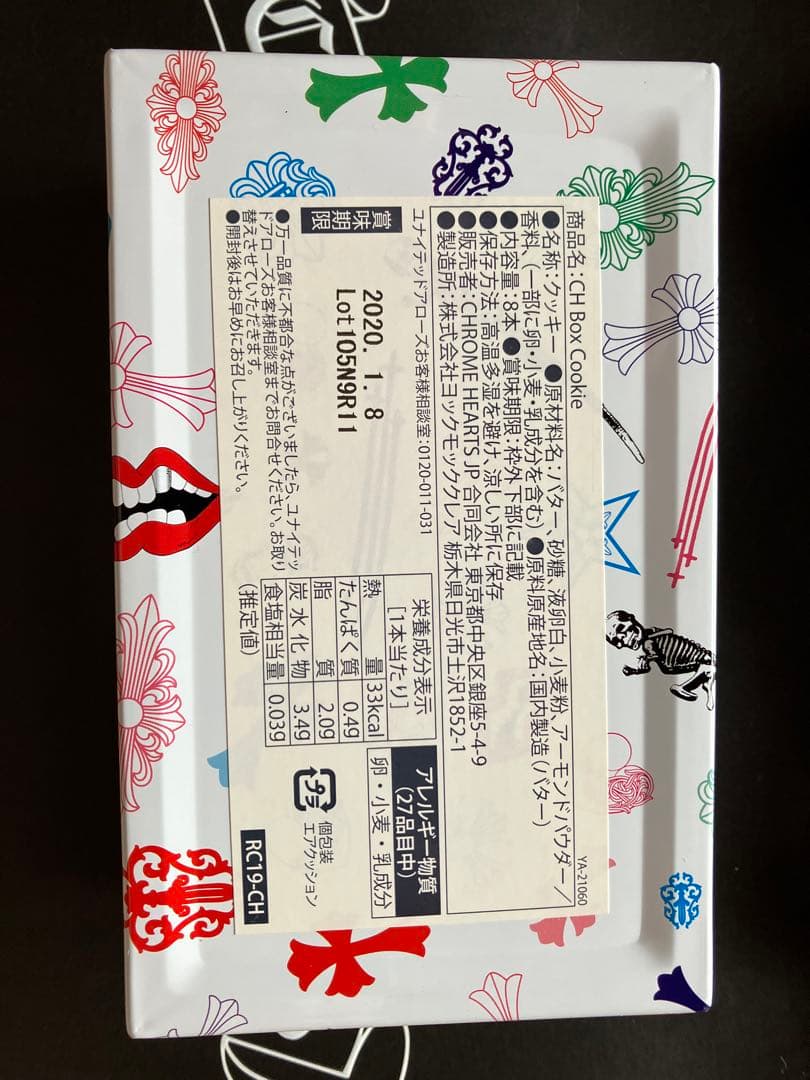 YA-21060
商品名:CH Box Cookie
●名称:クッキー ●原材料名:バター、砂糖、液卵白、小麦粉、アーモンドパウダー/
香料、(一部に卵・小麦・乳成分を含む) ●原料原産地名:国内製造(バター)
●内容量:8本 ●賞味期限:枠外下部に記載
●保存方法:高温多湿を避け、涼しい所に保存
●販売者:CHROME HEARTS JP 合同会社 東京都中央区銀座5-4-9
●製造所:株式会社ヨックモッククレア 栃木県日光市土沢1852-1
ユナイテッドアローズお客様相談室:0120-011-031
賞味期限
2020. 1. 8
Lot105N9R11
●万一品質に不都合な点がございましたら、ユナイテッ
ドアローズお客様相談室までお問合せください。お取り
替えさせていただきます。
●開封後はお早めにお召し上がりください。
栄養成分表示
[1本当たり]
熱量 33kcal
たんぱく質 0.4g
脂質 2.0g
炭水化物 3.4g
食塩相当量 0.03g
(推定値)
アレルギー物質
(27品目中)
卵・小麦・乳成分
プラ
個包装
エアクッション
RC19-CH